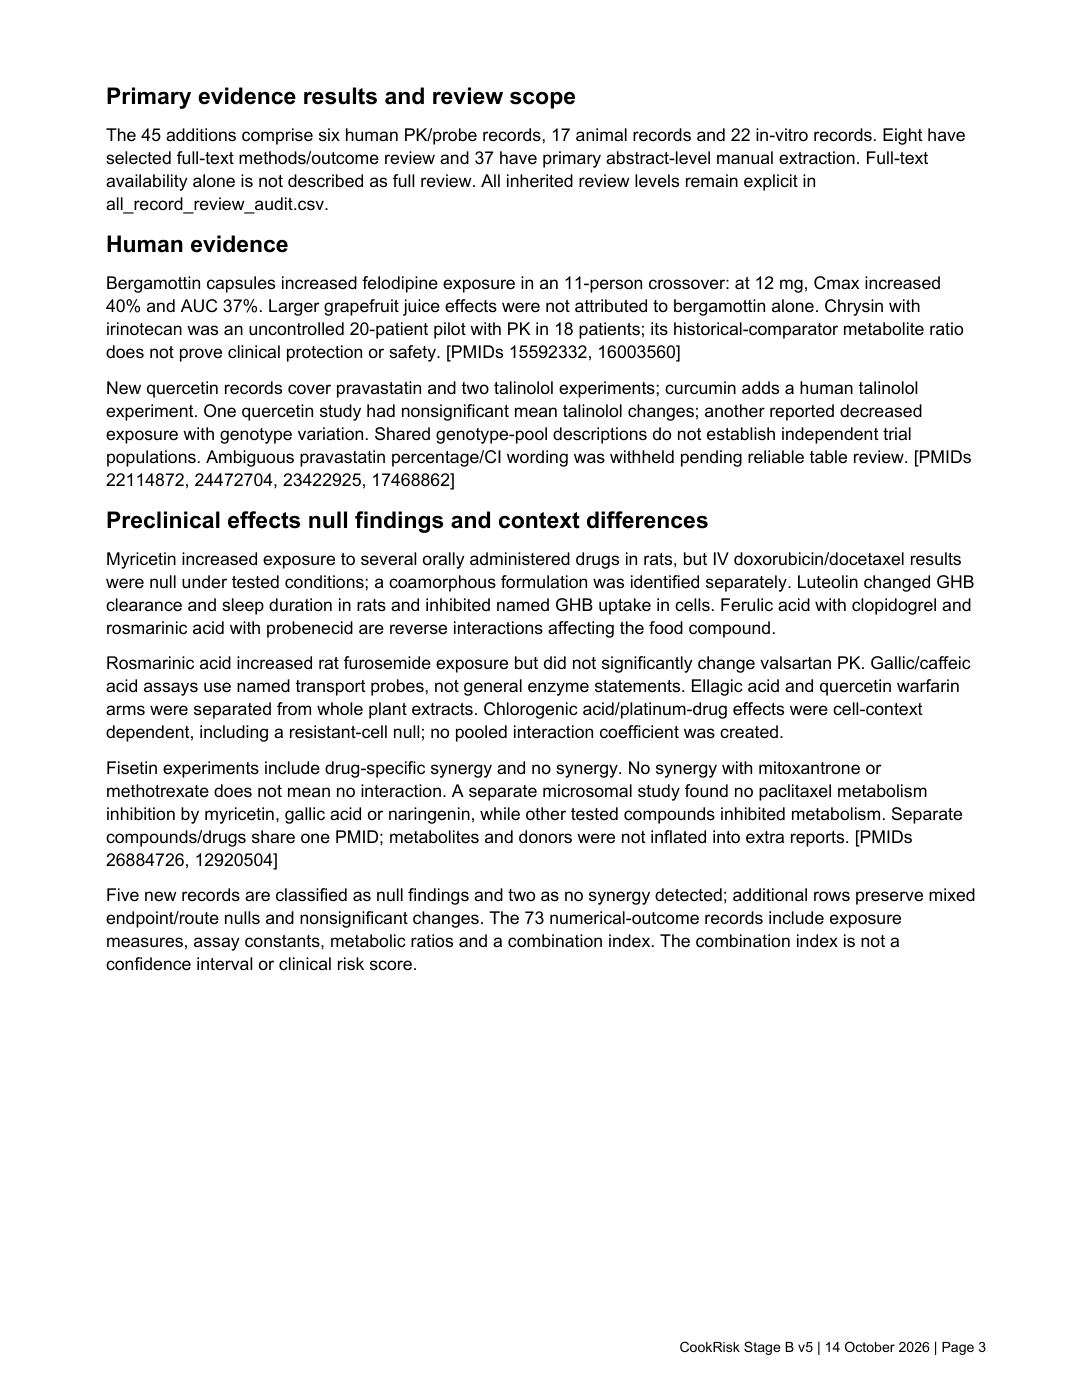 Primary evidence results and review scope
The 45 additions comprise six human PK/probe records, 17 animal records and 22 in-vitro records. Eight have
selected full-text methods/outcome review and 37 have primary abstract-level manual extraction. Full-text
availability alone is not described as full review. All inherited review levels remain explicit in
all_record_review_audit.csv.
Human evidence
Bergamottin capsules increased felodipine exposure in an 11-person crossover: at 12 mg, Cmax increased
40% and AUC 37%. Larger grapefruit juice effects were not attributed to bergamottin alone. Chrysin with
irinotecan was an uncontrolled 20-patient pilot with PK in 18 patients; its historical-comparator metabolite ratio
does not prove clinical protection or safety. [PMIDs 15592332, 16003560]
New quercetin records cover pravastatin and two talinolol experiments; curcumin adds a human talinolol
experiment. One quercetin study had nonsignificant mean talinolol changes; another reported decreased
exposure with genotype variation. Shared genotype-pool descriptions do not establish independent trial
populations. Ambiguous pravastatin percentage/CI wording was withheld pending reliable table review. [PMIDs
22114872, 24472704, 23422925, 17468862]
Preclinical effects null findings and context differences
Myricetin increased exposure to several orally administered drugs in rats, but IV doxorubicin/docetaxel results
were null under tested conditions; a coamorphous formulation was identified separately. Luteolin changed GHB
clearance and sleep duration in rats and inhibited named GHB uptake in cells. Ferulic acid with clopidogrel and
rosmarinic acid with probenecid are reverse interactions affecting the food compound.
Rosmarinic acid increased rat furosemide exposure but did not significantly change valsartan PK. Gallic/caffeic
acid assays use named transport probes, not general enzyme statements. Ellagic acid and quercetin warfarin
arms were separated from whole plant extracts. Chlorogenic acid/platinum-drug effects were cell-context
dependent, including a resistant-cell null; no pooled interaction coefficient was created.
Fisetin experiments include drug-specific synergy and no synergy. No synergy with mitoxantrone or
methotrexate does not mean no interaction. A separate microsomal study found no paclitaxel metabolism
inhibition by myricetin, gallic acid or naringenin, while other tested compounds inhibited metabolism. Separate
compounds/drugs share one PMID; metabolites and donors were not inflated into extra reports. [PMIDs
26884726, 12920504]
Five new records are classified as null findings and two as no synergy detected; additional rows preserve mixed
endpoint/route nulls and nonsignificant changes. The 73 numerical-outcome records include exposure
measures, assay constants, metabolic ratios and a combination index. The combination index is not a
confidence interval or clinical risk score.
CookRisk Stage B v5 | 14 October 2026 | Page 3